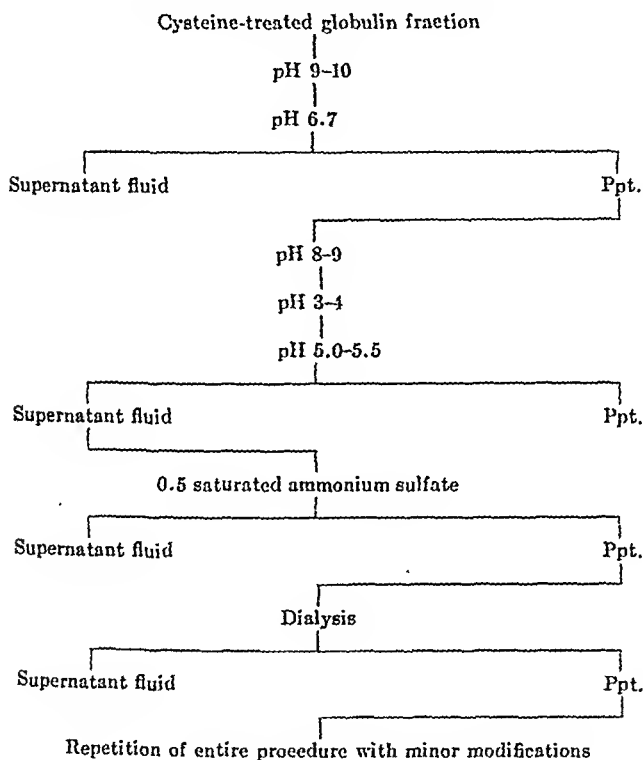 Cysteine-treated globulin fraction
pH 9–10
pH 6.7
Supernatant fluid Ppt.
pH 8–9
pH 3–4
pH 5.0–5.5
Supernatant fluid Ppt.
0.5 saturated ammonium sulfate
Supernatant fluid Ppt.
Dialysis
Supernatant fluid Ppt.
Repetition of entire procedure with minor modifications